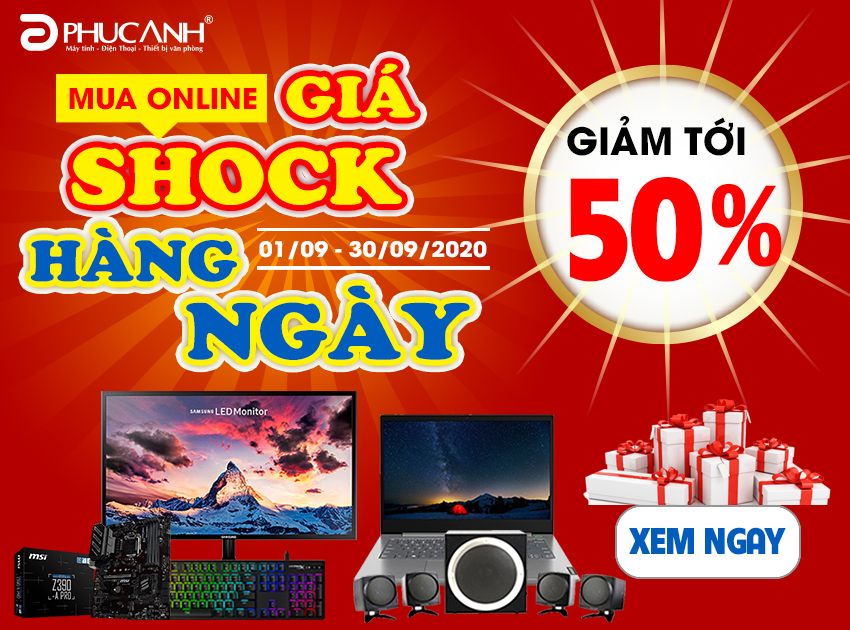 PHUCANH®
Máy tính - Điện Thoại - Thiết bị văn phòng
MUA ONLINE
GIÁ
SHOCK
HÀNG
01/09 - 30/09/2020
NGÀY
GIẢM TỚI
50%
SAMSUNG LED Monitor
SAMSUNG
msi
Z390
-A PRO
XEM NGAY